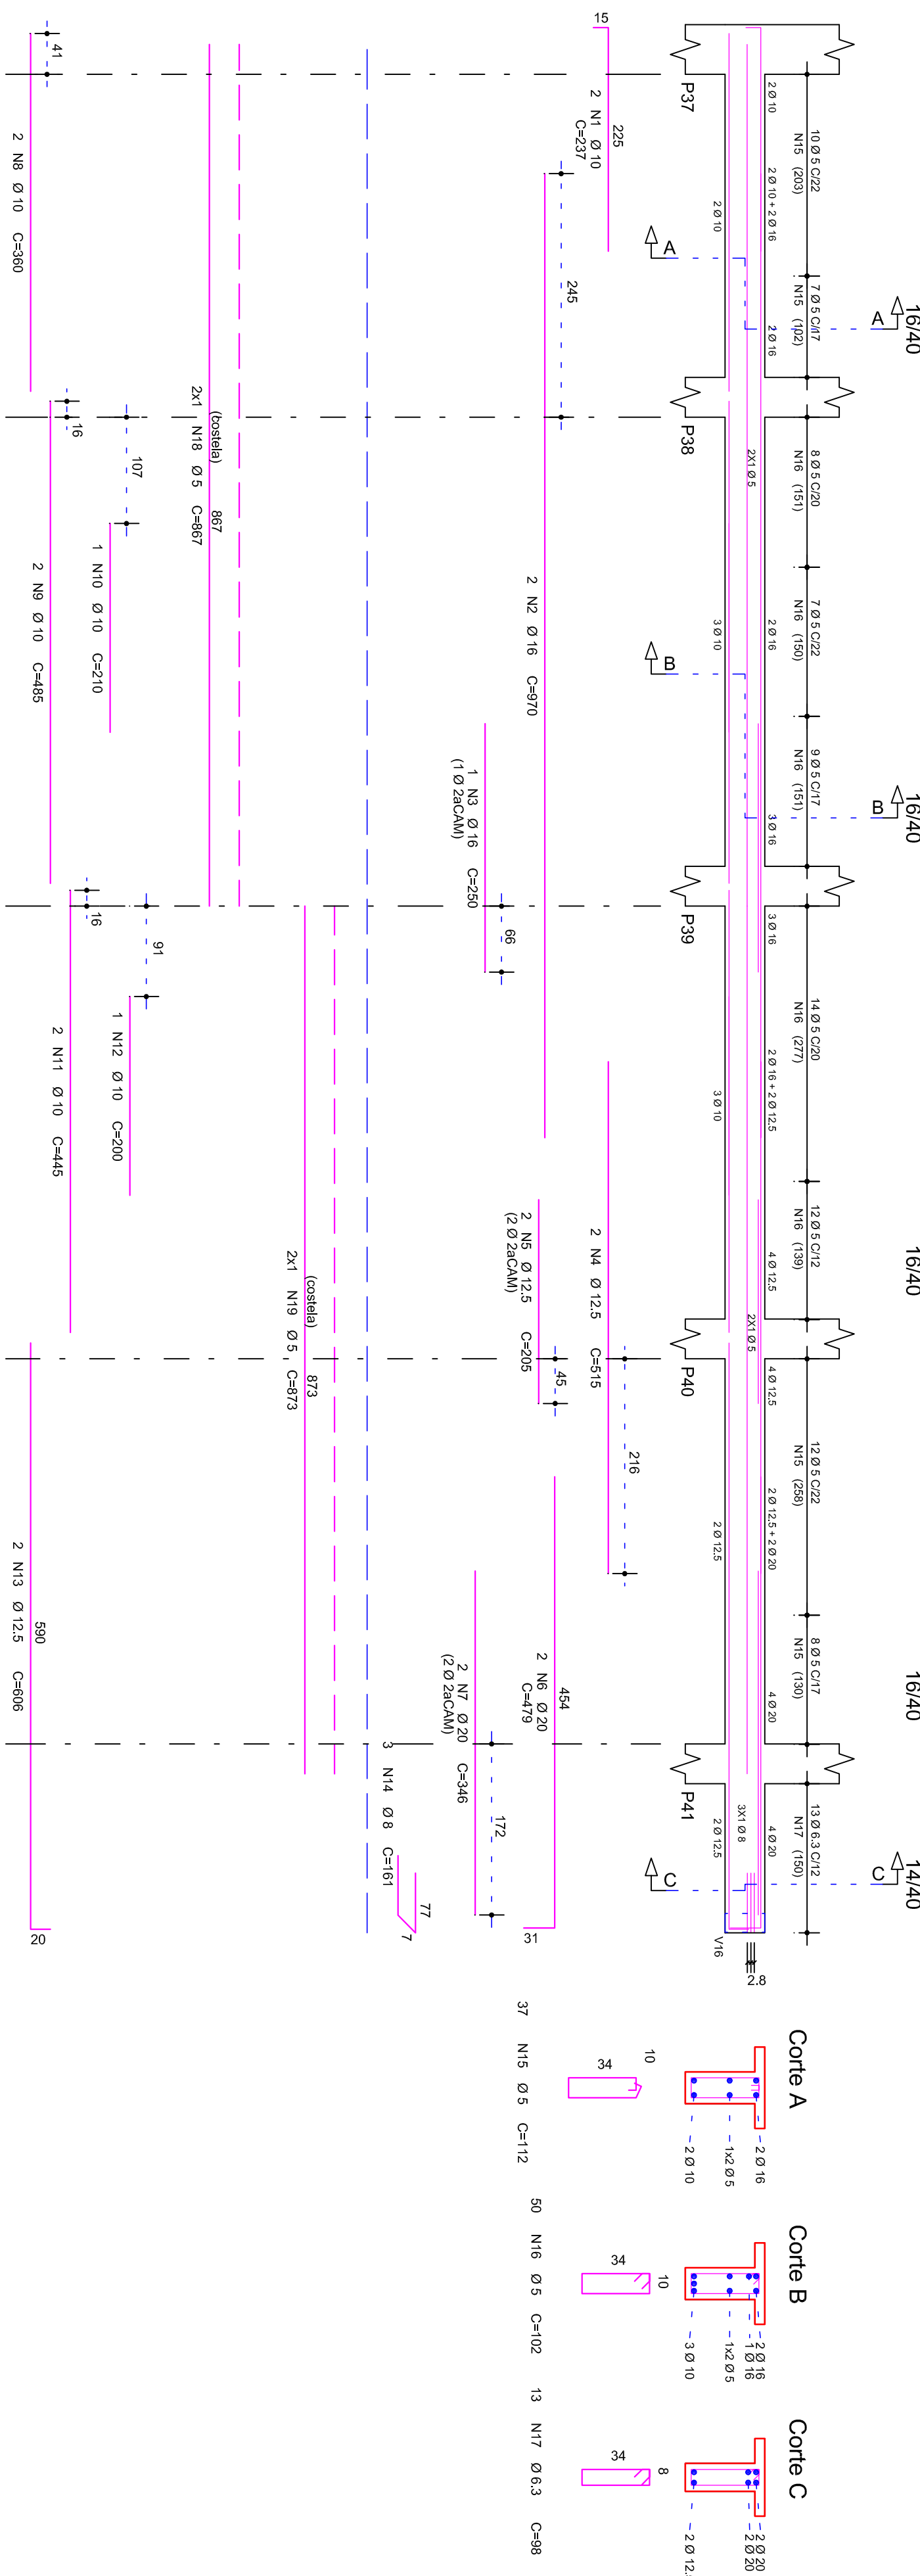 16/40
16/40
16/40
16/40
14/40
A
B
C
10 Ø 5 C/22
N15 (203)
7 Ø 5 C/17
N15 (102)
8 Ø 5 C/20
N16 (151)
7 Ø 5 C/22
N16 (150)
9 Ø 5 C/17
N16 (151)
14 Ø 5 C/20
N16 (277)
12 Ø 5 C/12
N16 (139)
12 Ø 5 C/22
N15 (258)
8 Ø 5 C/17
N15 (130)
13 Ø 6.3 C/12
N17 (150)
2 Ø 10
2 Ø 10 + 2 Ø 16
2 Ø 16
2 Ø 16
3 Ø 16
3 Ø 16
2 Ø 16 + 2 Ø 12.5
4 Ø 12.5
4 Ø 12.5
2 Ø 12.5 + 2 Ø 20
4 Ø 20
4 Ø 20
2X1 Ø 5
2X1 Ø 5
3X1 Ø 8
2.8
2 Ø 10
3 Ø 10
3 Ø 10
2 Ø 12.5
2 Ø 12.5
V16
P37
P38
P39
P40
P41
A
B
C
15
225
2 N1 Ø 10
C=237
245
2 N2 Ø 16 C=970
1 N3 Ø 16 C=250
(1 Ø 2aCAM)
66
216
2 N4 Ø 12.5 C=515
45
2 N5 Ø 12.5 C=205
(2 Ø 2aCAM)
454
2 N6 Ø 20
C=479
31
172
2 N7 Ø 20 C=346
(2 Ø 2aCAM)
77
7
3 N14 Ø 8 C=161
(costela) 873
2x1 N19 Ø 5 C=873
(costela) 867
2x1 N18 Ø 5 C=867
107
1 N10 Ø 10 C=210
91
1 N12 Ø 10 C=200
16
2 N11 Ø 10 C=445
16
2 N9 Ø 10 C=485
41
2 N8 Ø 10 C=360
590
2 N13 Ø 12.5 C=606
20
Corte A
2 Ø 16
1x2 Ø 5
2 Ø 10
10
34
37 N15 Ø 5 C=112
Corte B
2 Ø 16
1 Ø 16
1x2 Ø 5
3 Ø 10
10
34
50 N16 Ø 5 C=102
Corte C
2 Ø 20
2 Ø 20
2 Ø 12.
8
34
13 N17 Ø 6.3 C=98